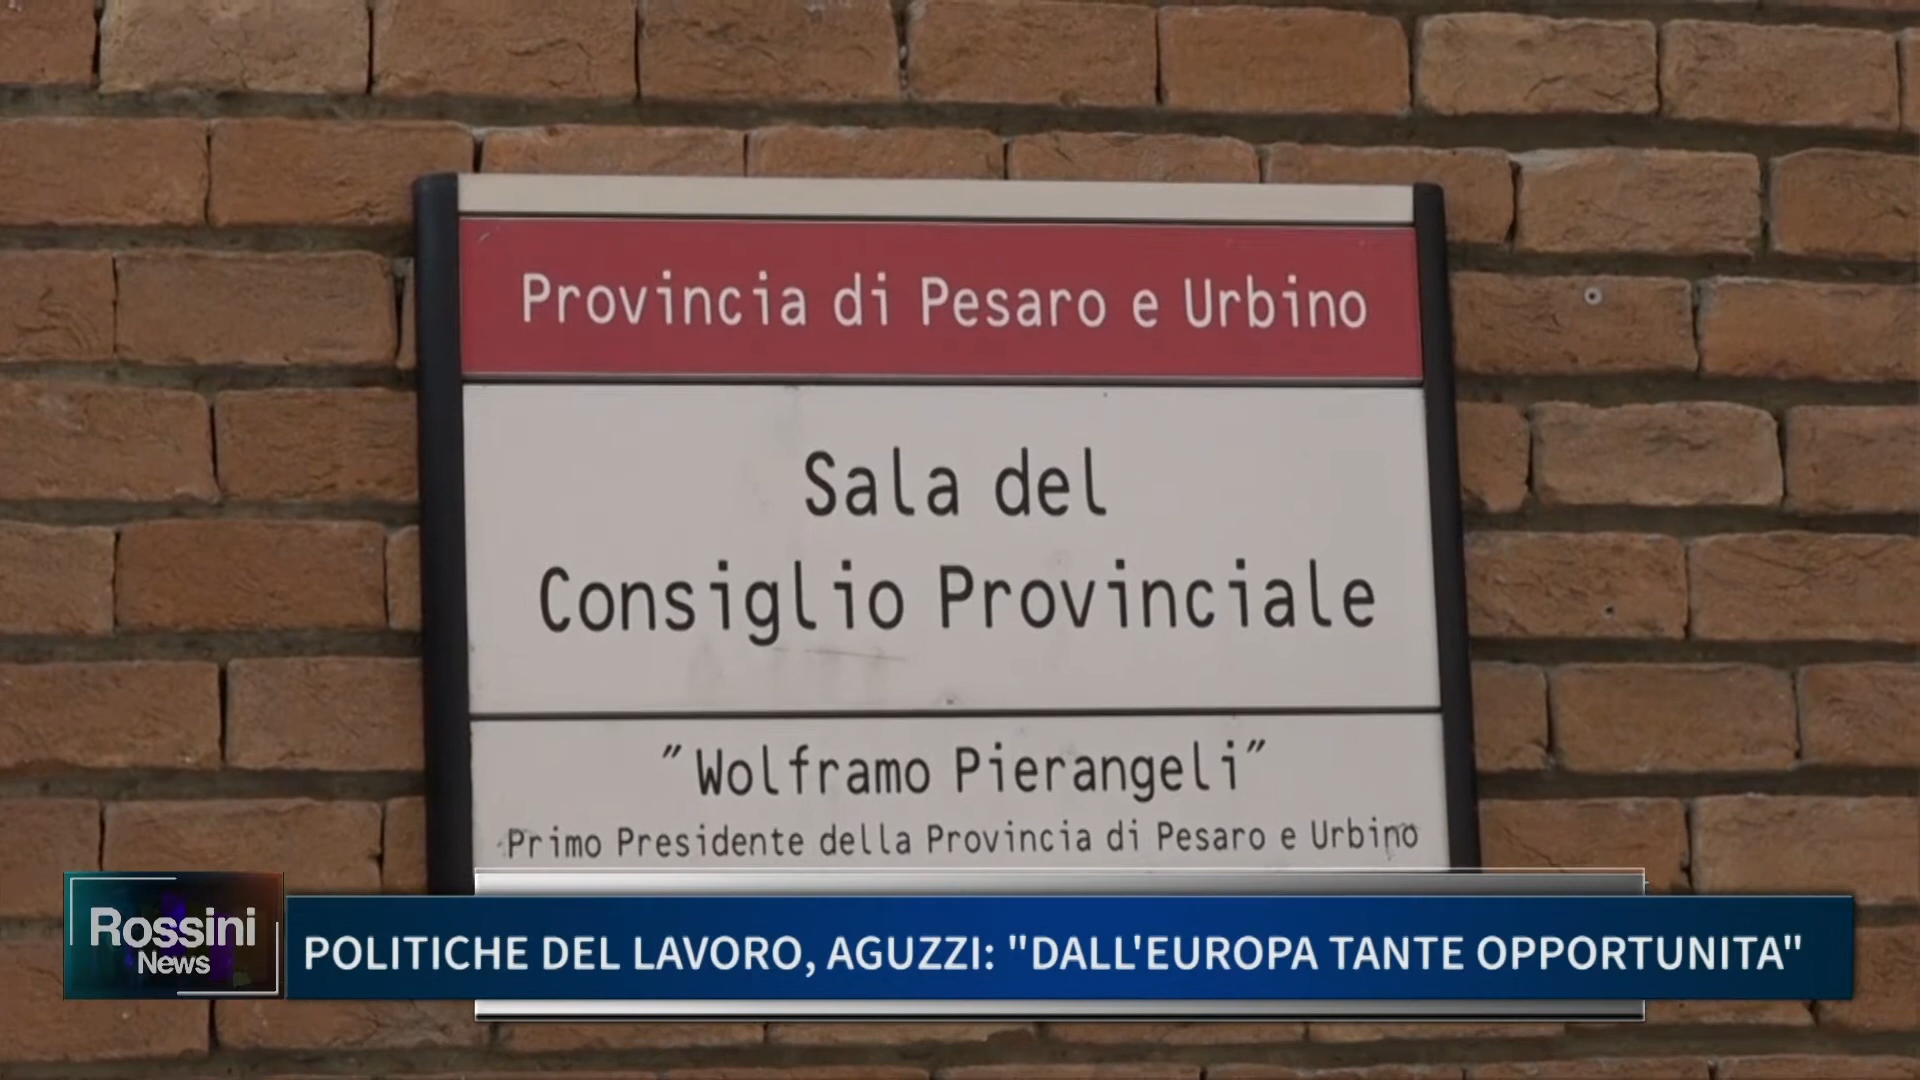 Provincia di Pesaro e Urbino
Sala del
Consiglio Provinciale
"Wolframo Pierangeli"
Primo Presidente della Provincia di Pesaro e Urbino
Rossini
News
POLITICHE DEL LAVORO, AGUZZI: "DALL'EUROPA TANTE OPPORTUNITA"